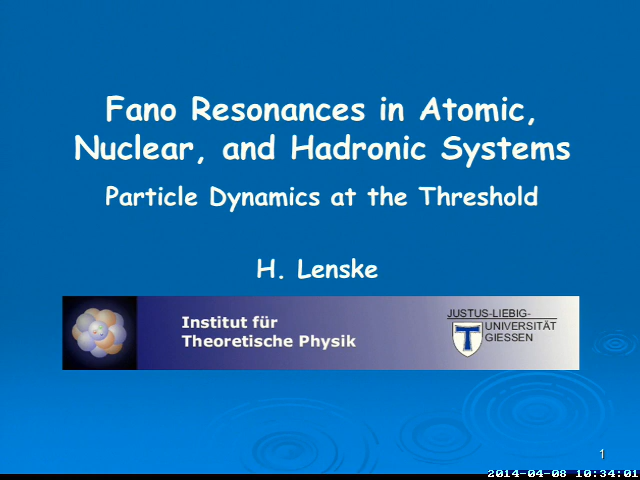 Fano Resonances in Atomic,
Nuclear, and Hadronic Systems
Particle Dynamics at the Threshold
H. Lenske
Institut für
Theoretische Physik
JUSTUS-LIEBIG-
UNIVERSITÄT
GIESSEN
1
2014-04-08 10:34:01